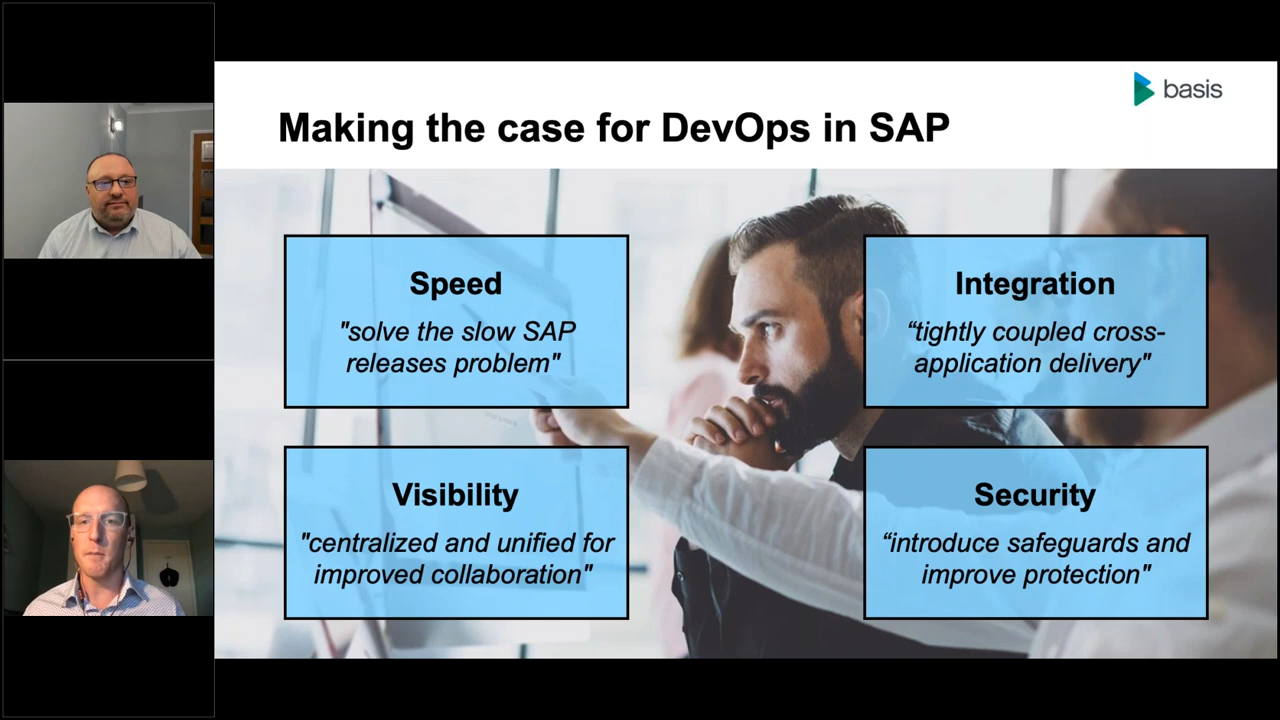 basis
Making the case for DevOps in SAP
Speed
"solve the slow SAP
releases problem"
Integration
“tightly coupled cross-
application delivery"
Visibility
"centralized and unified for
improved collaboration"
Security
“introduce safeguards and
improve protection"